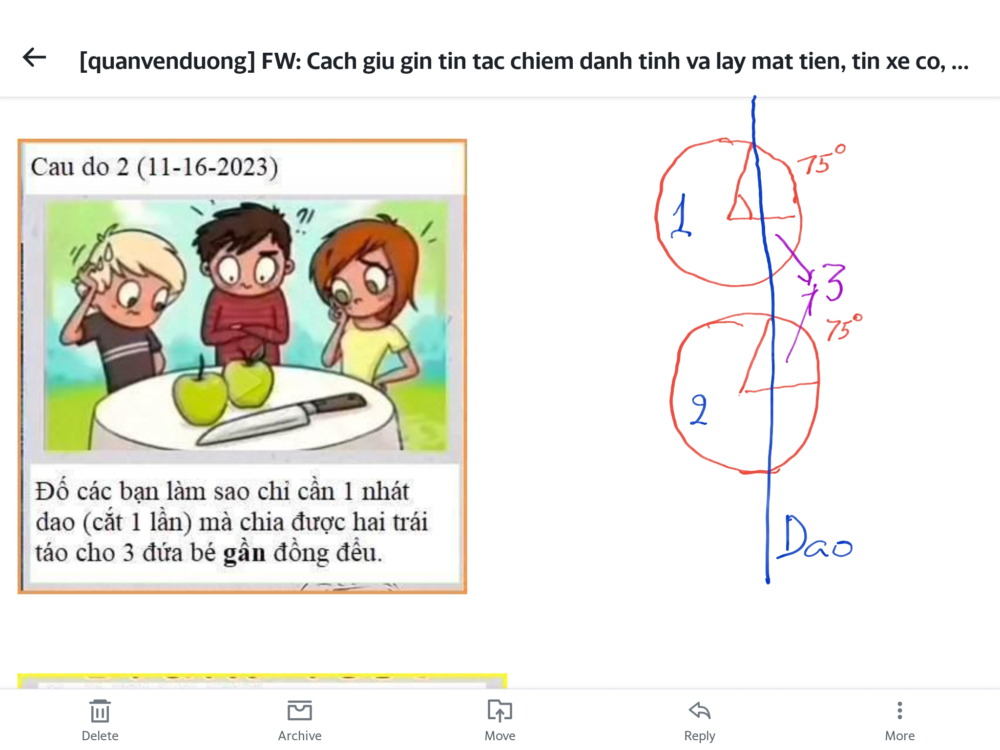 [quanvenduong] FW: Cach giu gin tin tac chiem danh tinh va lay mat tien, tin xe co, ...
Cau do 2 (11-16-2023)
?!
Đố các bạn làm sao chỉ cần 1 nhát
dao (cắt 1 lần) mà chia được hai trái
táo cho 3 đứa bé gần đồng đều.
75°
1
3
75°
2
Dao
Delete
Archive
Move
Reply
More